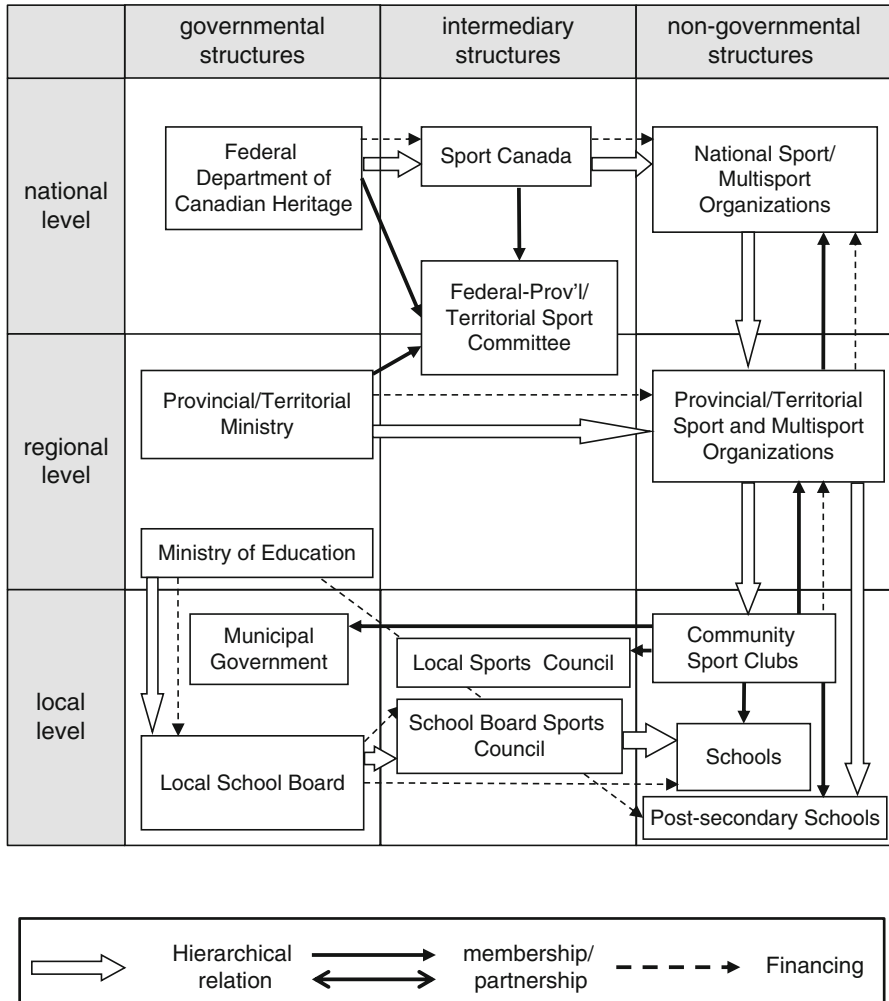 governmental
structures
intermediary
structures
non-governmental
structures
national
level
Federal
Department of
Canadian Heritage
Sport Canada
National Sport/
Multisport
Organizations
Federal-Prov'l/
Territorial Sport
Committee
regional
level
Provincial/Territorial
Ministry
Provincial/Territorial
Sport and Multisport
Organizations
Ministry of Education
local
level
Municipal
Government
Local Sports Council
Community
Sport Clubs
School Board Sports
Council
Schools
Local School Board
Post-secondary Schools
Hierarchical
relation
membership/
partnership
Financing